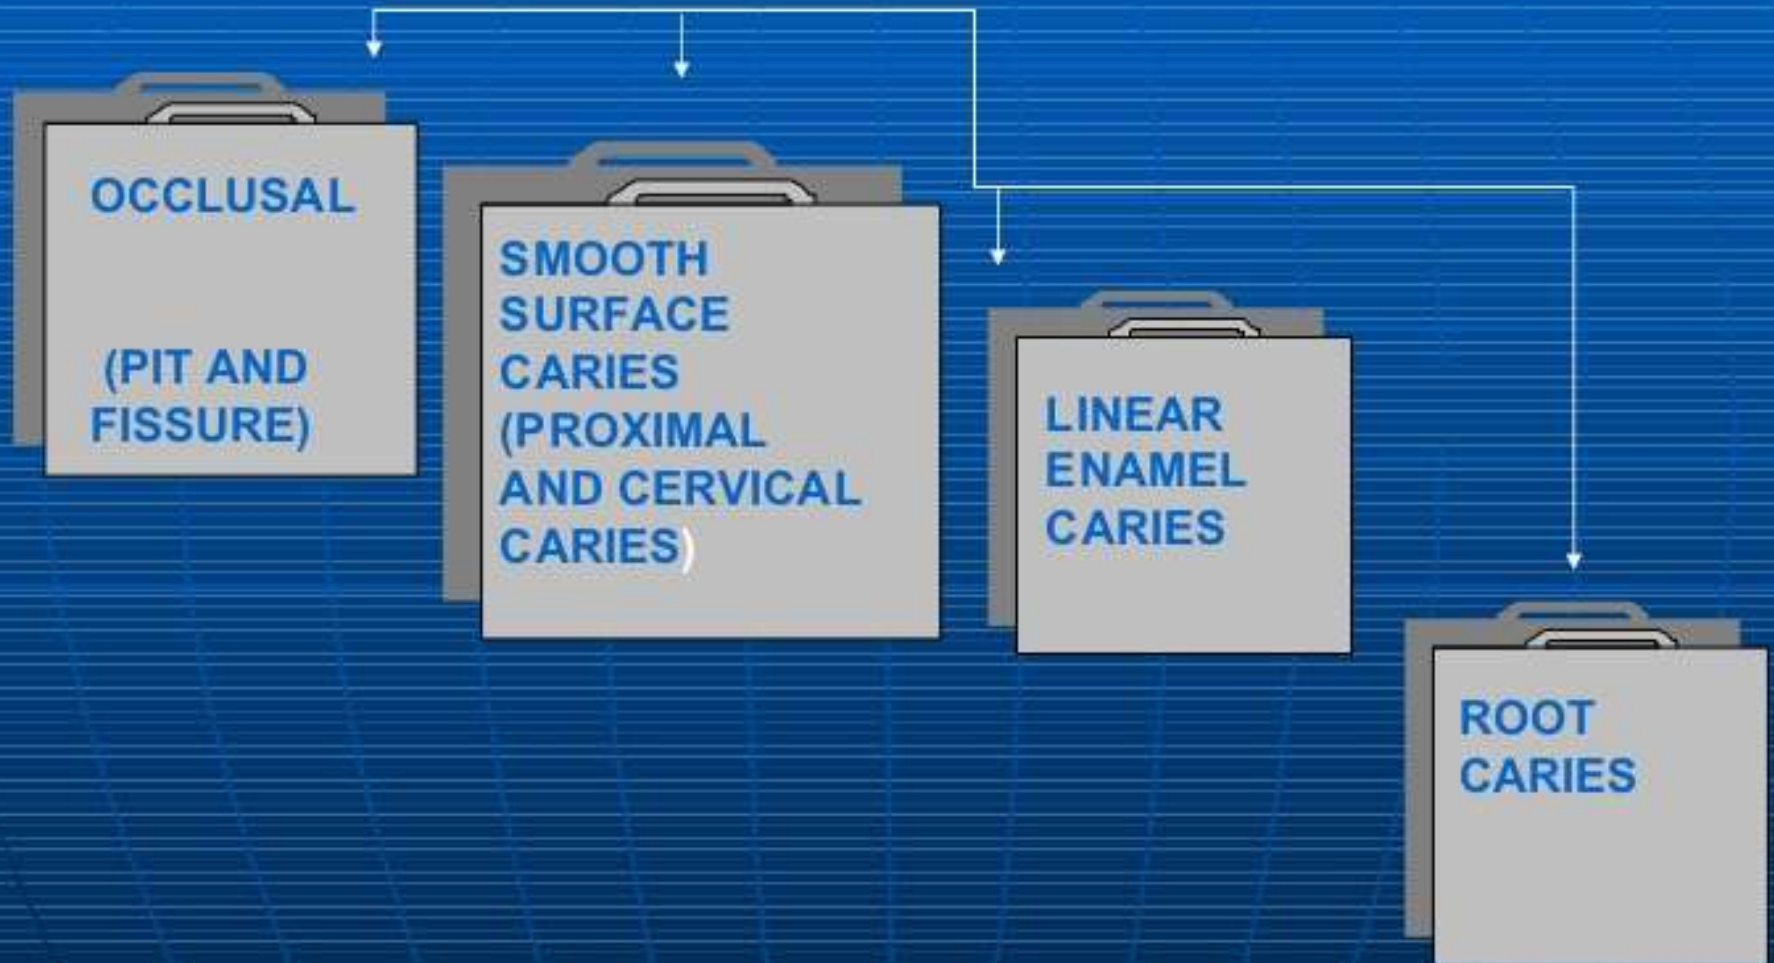 OCCLUSAL
(PIT AND
FISSURE)
SMOOTH
SURFACE
CARIES
(PROXIMAL
AND CERVICAL
CARIES)
LINEAR
ENAMEL
CARIES
ROOT
CARIES